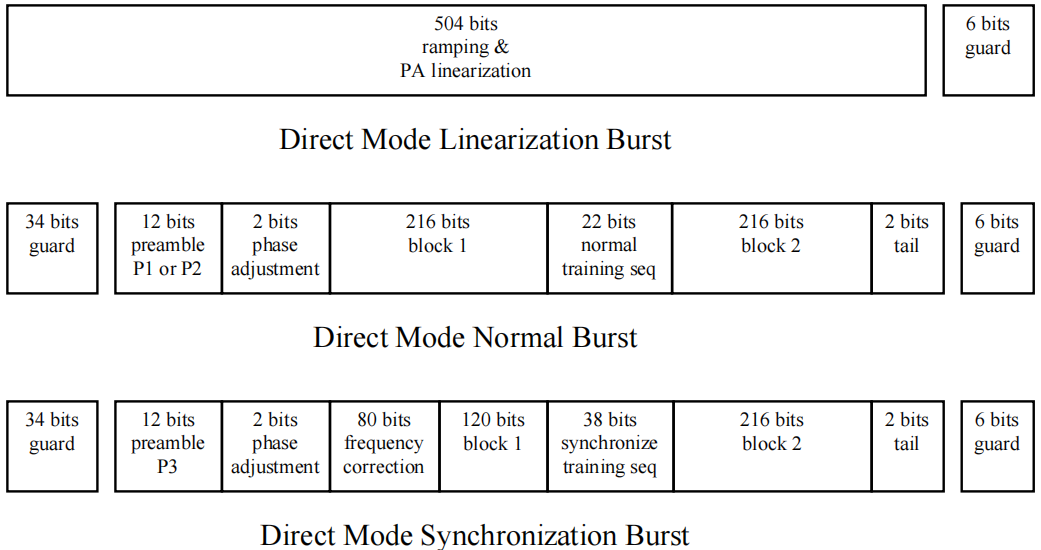 504 bits
ramping &
PA linearization
6 bits
guard
Direct Mode Linearization Burst
34 bits
guard
12 bits
preamble
P1 or P2
2 bits
phase
adjustment
216 bits
block 1
22 bits
normal
training seq
216 bits
block 2
2 bits
tail
6 bits
guard
Direct Mode Normal Burst
34 bits
guard
12 bits
preamble
P3
2 bits
phase
adjustment
80 bits
frequency
correction
120 bits
block 1
38 bits
synchronize
training seq
216 bits
block 2
2 bits
tail
6 bits
guard
Direct Mode Synchronization Burst